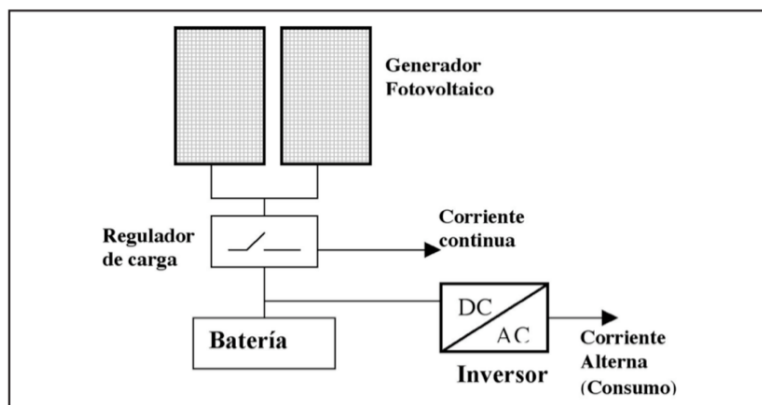 Generador
Fotovoltaico
Regulador
de carga
Corriente
continua
Batería
DC
AC
Inversor
Corriente
Alterna
(Consumo)